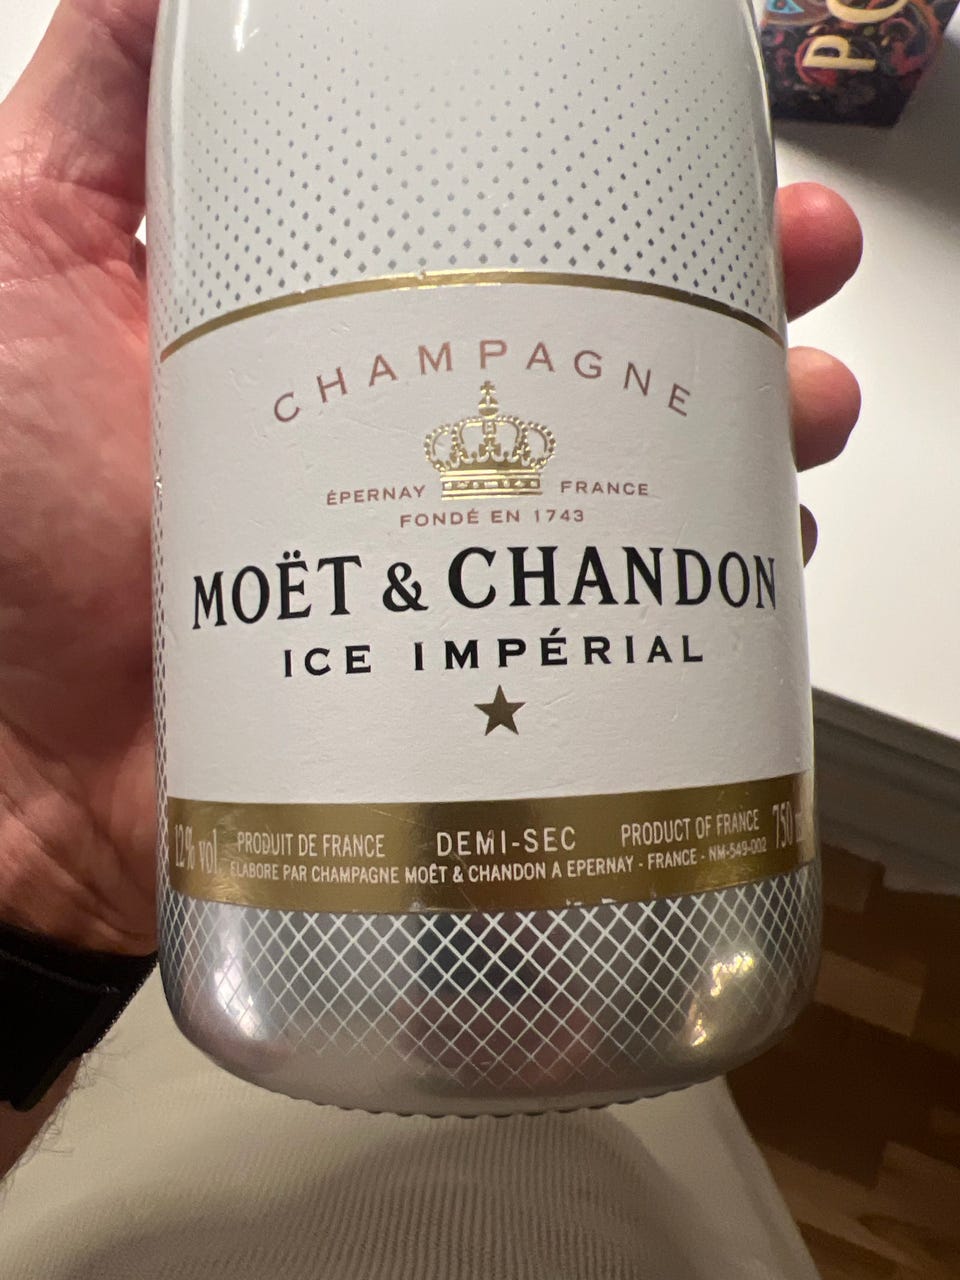 CHAMPAGNE
ÉPERNAY FRANCE
FONDÉ EN 1743
MOËT & CHANDON
ICE IMPÉRIAL
12% vol PRODUIT DE FRANCE DEMI-SEC PRODUCT OF FRANCE 750
ELABORE PAR CHAMPAGNE MOËT & CHANDON A EPERNAY - FRANCE - NM-549-002